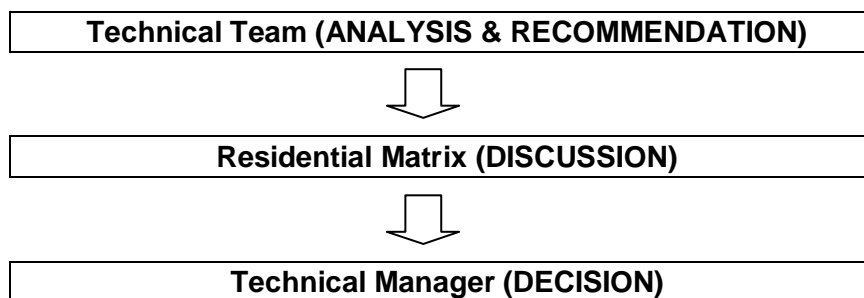 Technical Team (ANALYSIS & RECOMMENDATION)
Residential Matrix (DISCUSSION)
Technical Manager (DECISION)